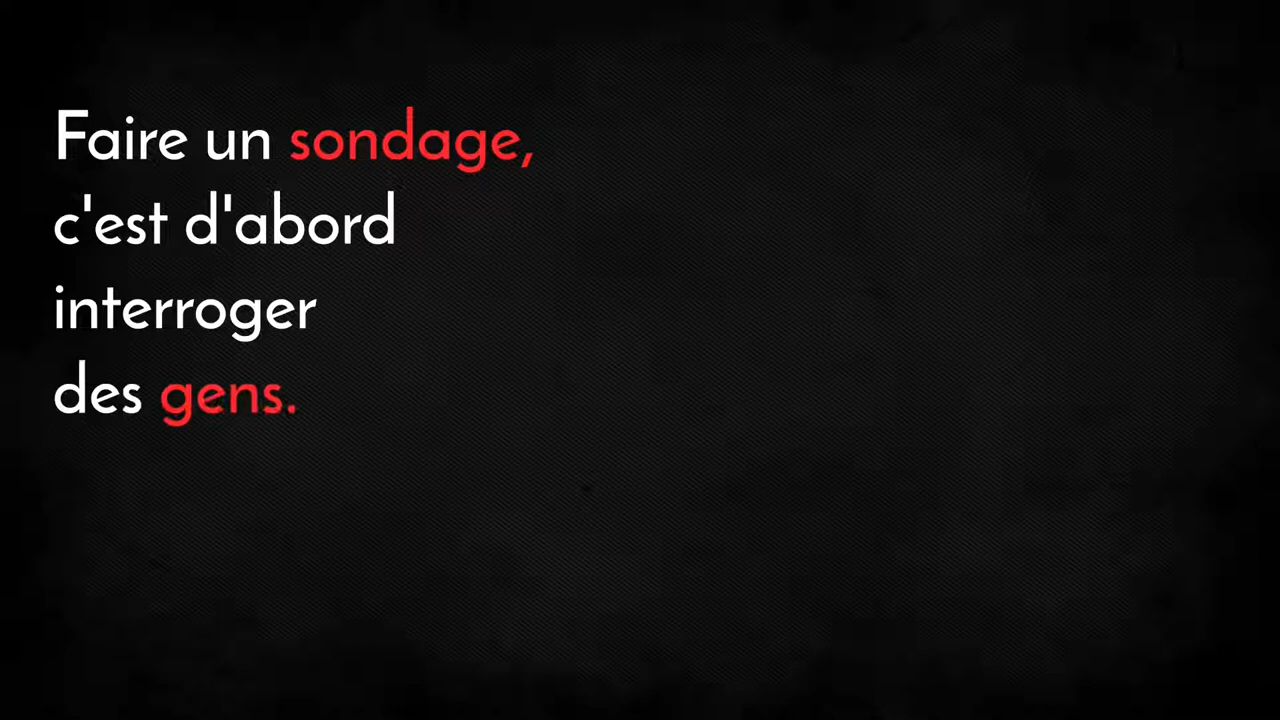 Faire un sondage,
c'est d'abord
interroger
des gens.